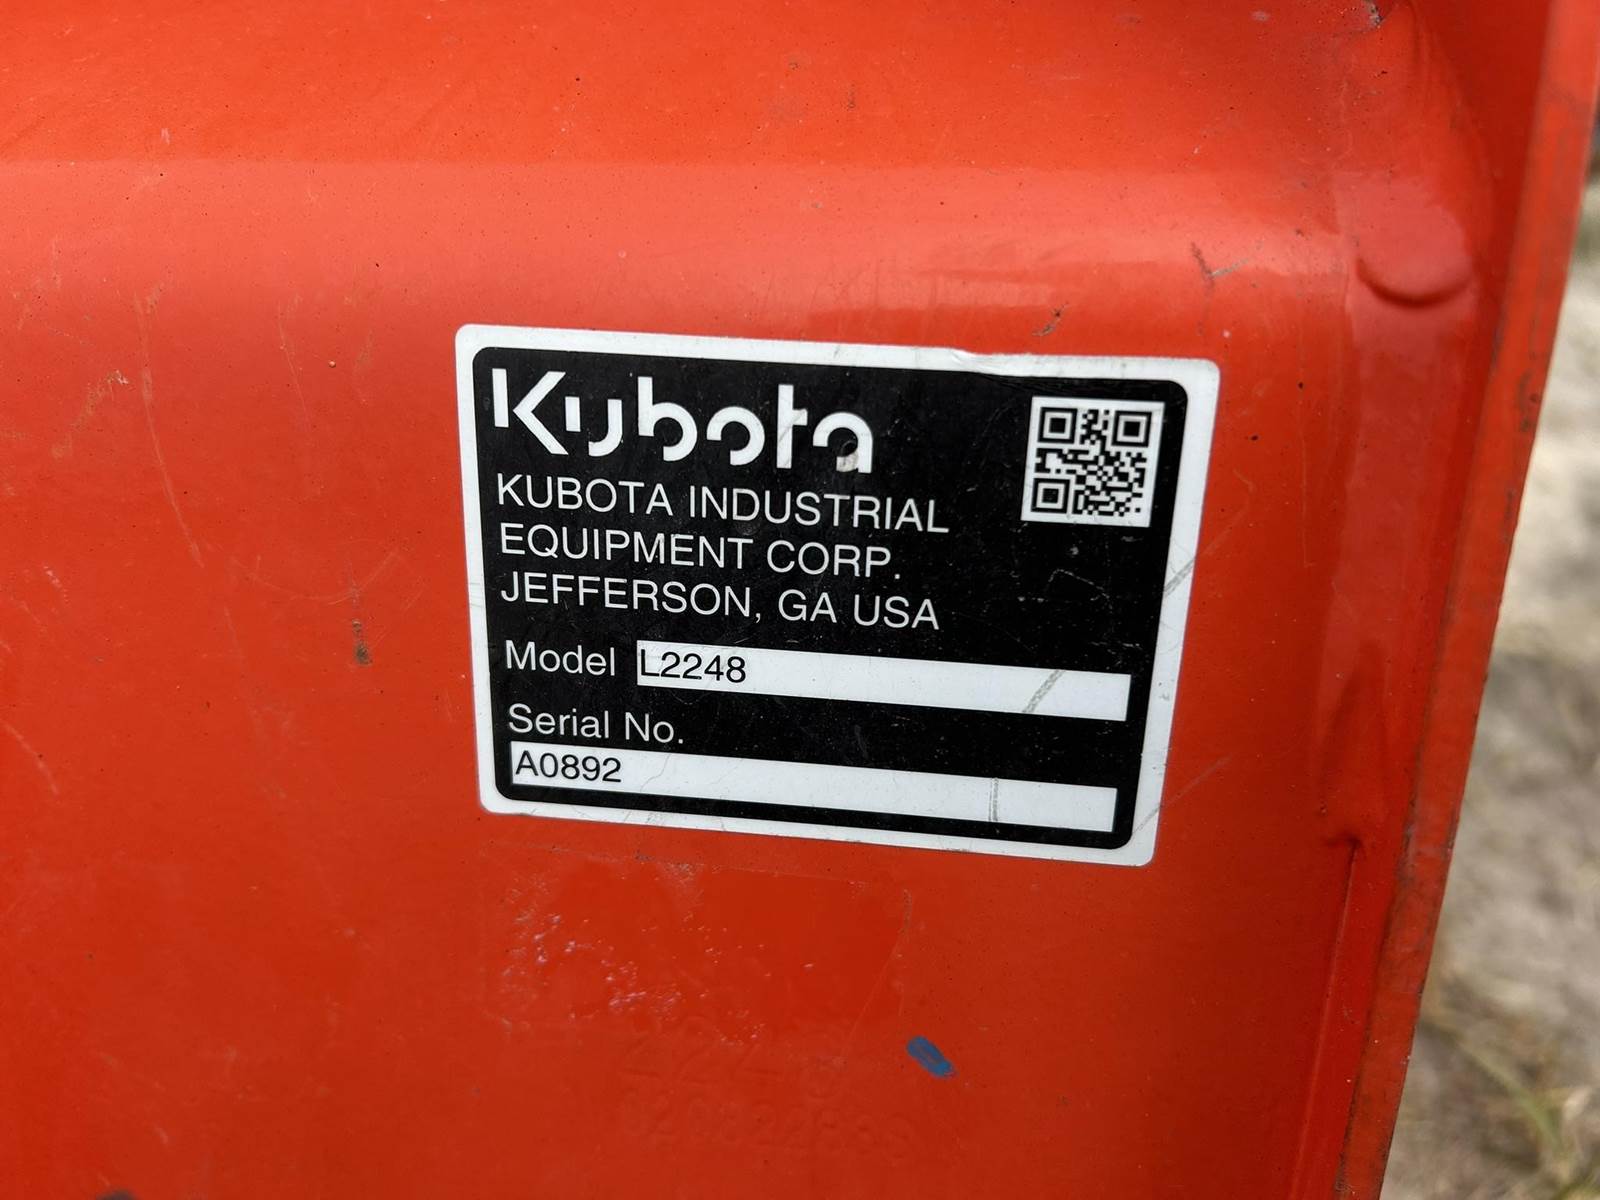 Kubota
KUBOTA INDUSTRIAL
EQUIPMENT CORP.
JEFFERSON, GA USA
Model L2248
Serial No.
A0892